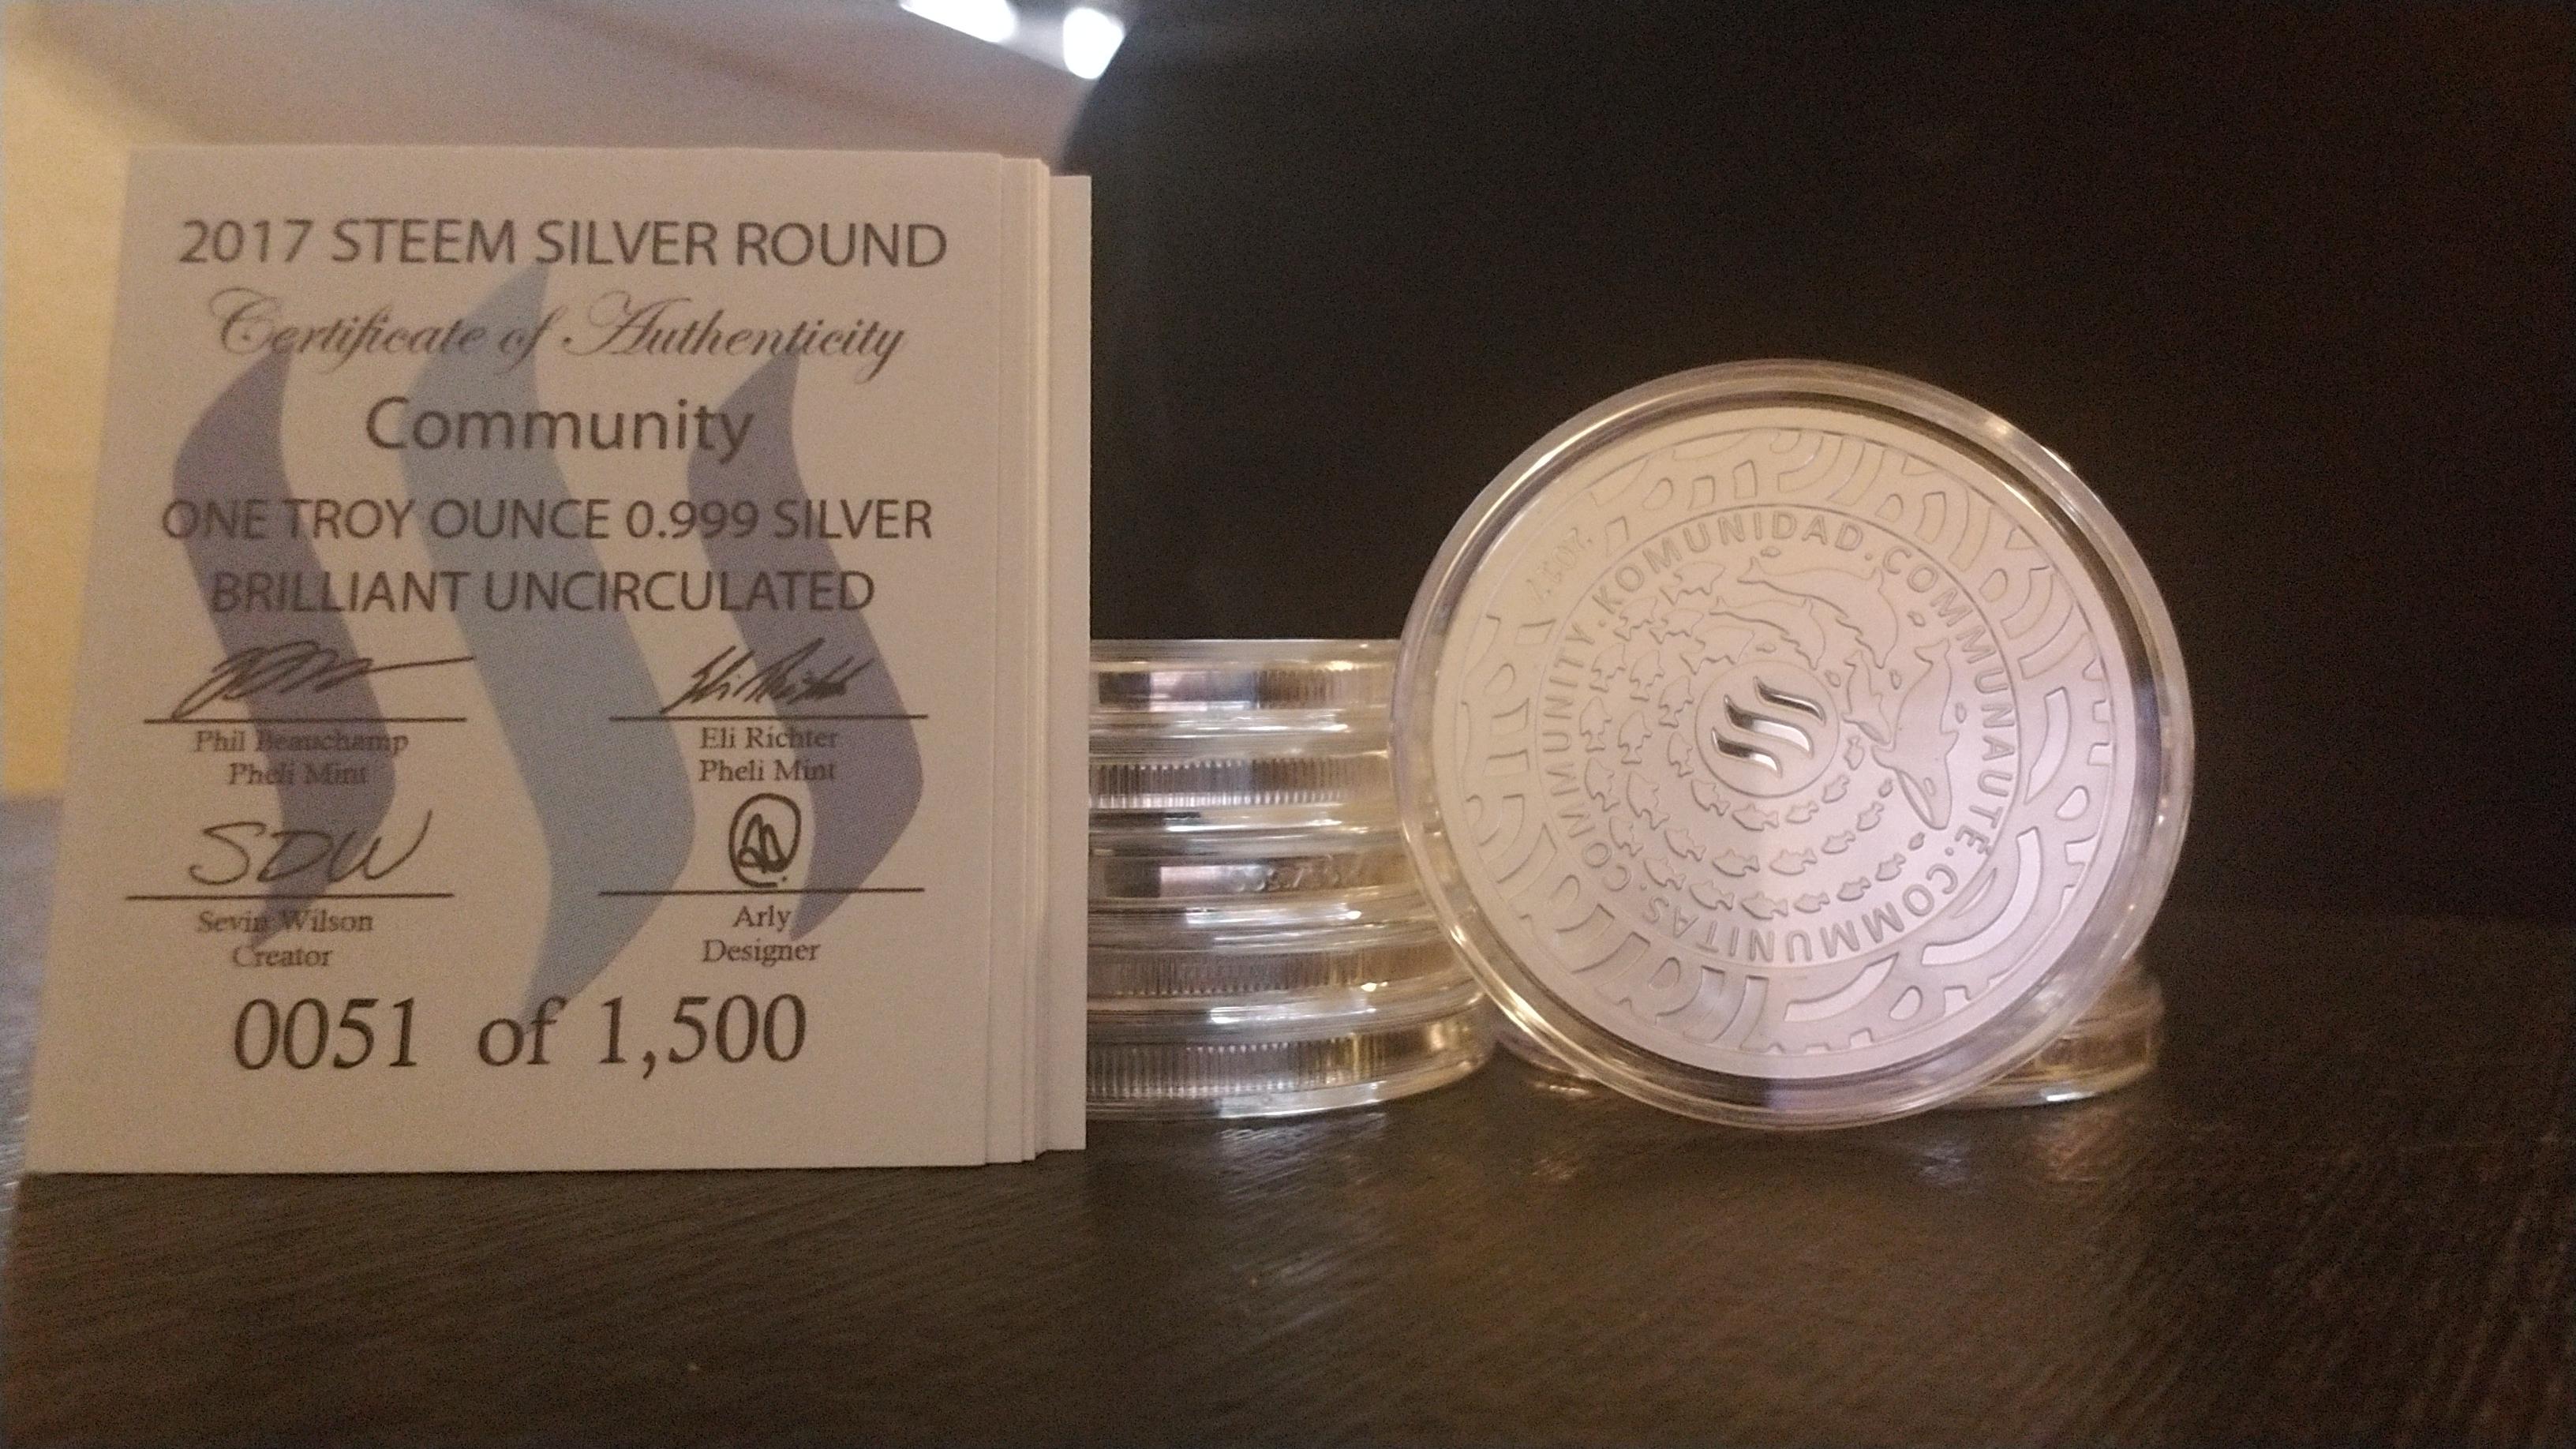 2017 STEEM SILVER ROUND
Certificate of Authenticity
Community
ONE TROY OUNCE 0.999 SILVER
BRILLIANT UNCIRCULATED
Phil Beauchamp
Pheli Mint
Eli Richter
Pheli Mint
SDW
Sevin Wilson
Creator
Arly
Designer
0051 of 1,500
COMMUNITY.KOMUNIDAD.COMMUNAUTÉ.COMMUNITAS.